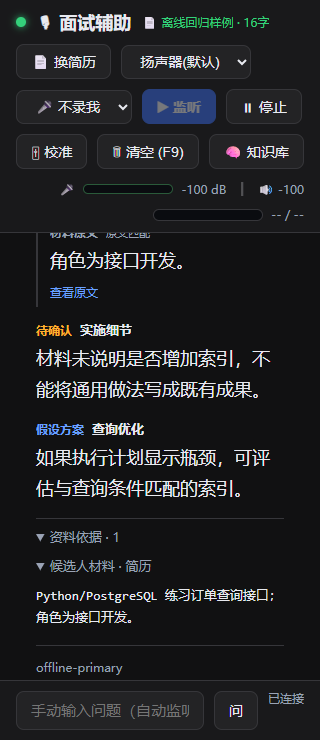 面试辅助 离线回归样例 · 16字
换简历 扬声器(默认)
不录我 ▶ 监听 ⏸ 停止
校准 清空 (F9) 知识库
-100 dB | -100
-- / --
材料原文 原文匹配
角色为接口开发。
查看原文
待确认 实施细节
材料未说明是否增加索引，不
能将通用做法写成既有成果。
假设方案 查询优化
如果执行计划显示瓶颈，可评
估与查询条件匹配的索引。
▼ 资料依据 · 1
▼ 候选人材料 · 简历
Python/PostgreSQL 练习订单查询接口；
角色为接口开发。
offline-primary
手动输入问题（自动监听 问 已连接